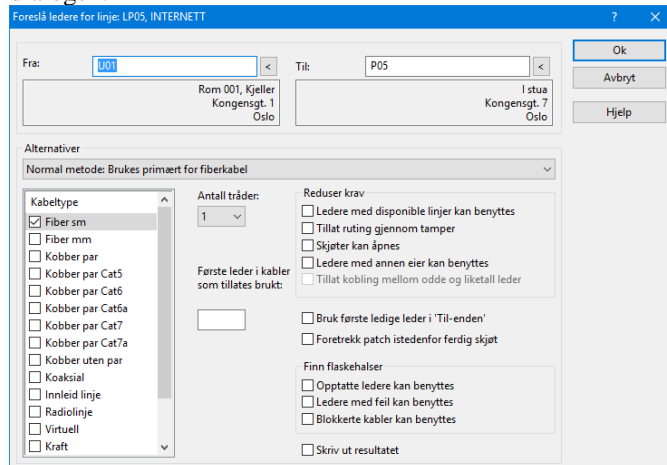 Foreslå ledere for linje: LP05, INTERNETT
? ×
Ok
Avbryt
Hjelp
Fra: U01 <
Til: P05 <
Rom 001, Kjeller
Kongensgt. 1
Oslo
I stua
Kongensgt. 7
Oslo
Alternativer
Normal metode: Brukes primært for fiberkabel
Kabeltype
Fiber sm
Fiber mm
Kobber par
Kobber par Cat5
Kobber par Cat6
Kobber par Cat6a
Kobber par Cat7
Kobber par Cat7a
Kobber uten par
Koaksial
Innleid linje
Radiolinje
Virtuell
Kraft
Antall tråder:
1
Første leder i kabler
som tillates brukt:
Reduser krav
Ledere med disponible linjer kan benyttes
Tillat ruting gjennom tamper
Skjøter kan åpnes
Ledere med annen eier kan benyttes
Tillat kobling mellom odde og liketall leder
Bruk første ledige leder i 'Til-enden'
Foretrekk patch istedenfor ferdig skjøt
Finn flaskehalser
Opptatte ledere kan benyttes
Ledere med feil kan benyttes
Blokkerte kabler kan benyttes
Skriv ut resultatet